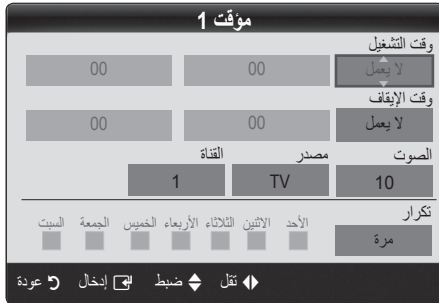 مؤقت 1
وقت التشغيل
لا يعمل 00 00
وقت الإيقاف
لا يعمل 00 00
الصوت مصدر القناة
10 TV 1
تكرار
الأحد الاثنين الثلاثاء الأربعاء الخميس الجمعة السبت
مرة
تقل ضبط إدخال عودة